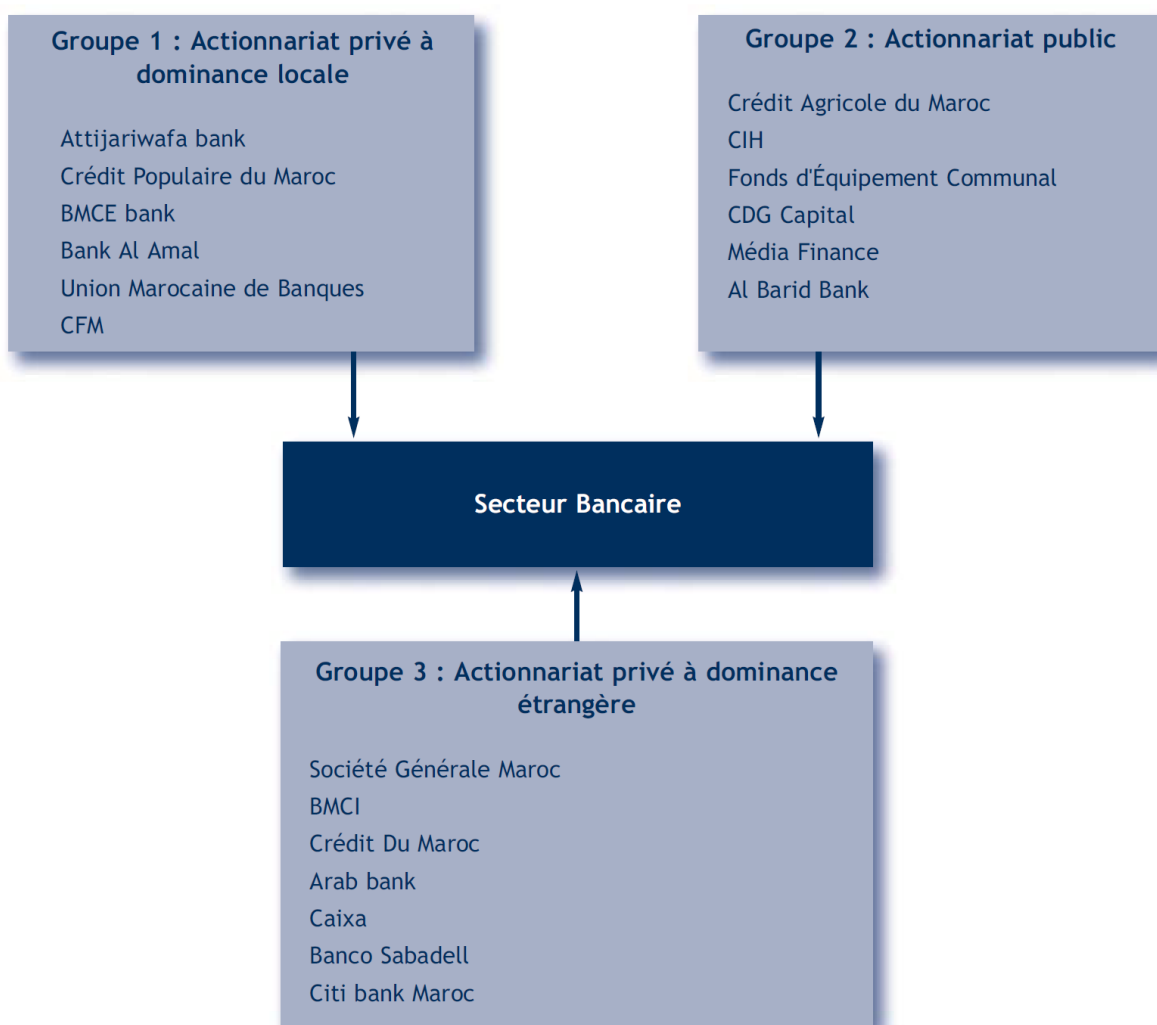 Groupe 1 : Actionnariat privé à
dominance locale
Attijariwafa bank
Crédit Populaire du Maroc
BMCE bank
Bank Al Amal
Union Marocaine de Banques
CFM
Groupe 2 : Actionnariat public
Crédit Agricole du Maroc
CIH
Fonds d'Équipement Communal
CDG Capital
Média Finance
Al Barid Bank
Secteur Bancaire
Groupe 3 : Actionnariat privé à dominance
étrangère
Société Générale Maroc
BMCI
Crédit Du Maroc
Arab bank
Caixa
Banco Sabadell
Citi bank Maroc